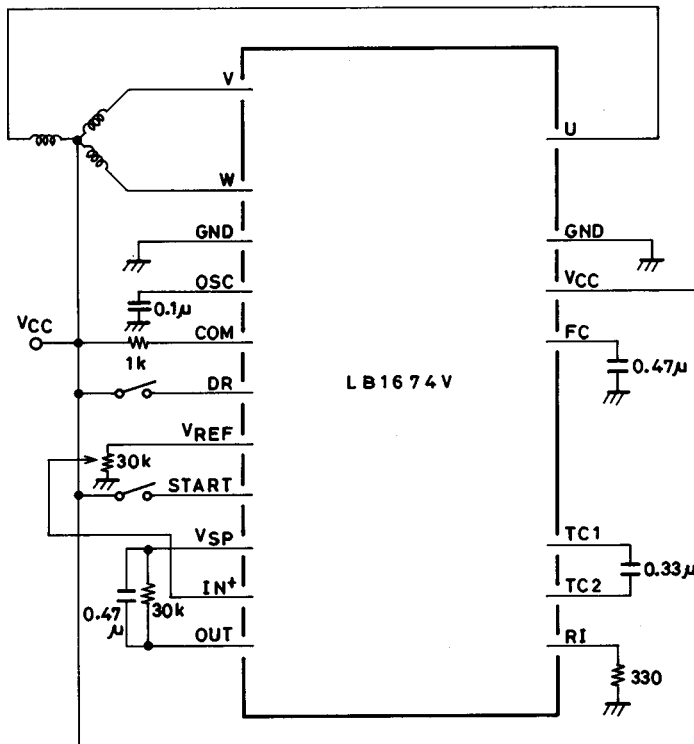 V
U
W
GND
GND
OSC
VCC
0.1μ
VCC
COM
FC
1k
0.47μ
DR
LB1674V
VREF
30k
START
VSP
TC1
IN+
TC2
0.33μ
0.47
μ
30k
OUT
RI
330